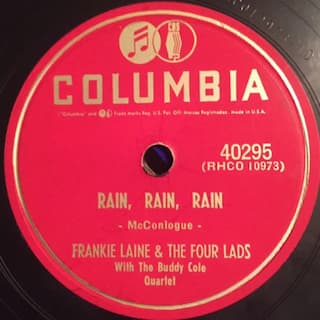 CBS
COLUMBIA
"Columbia" and Trade Marks Reg. U.S. Pat. Off. Marcas Registradas. Made in U.S.A.
40295
(RHCO 10973)
RAIN, RAIN, RAIN
- McConlogue -
FRANKIE LAINE & THE FOUR LADS
With The Buddy Cole
Quartet